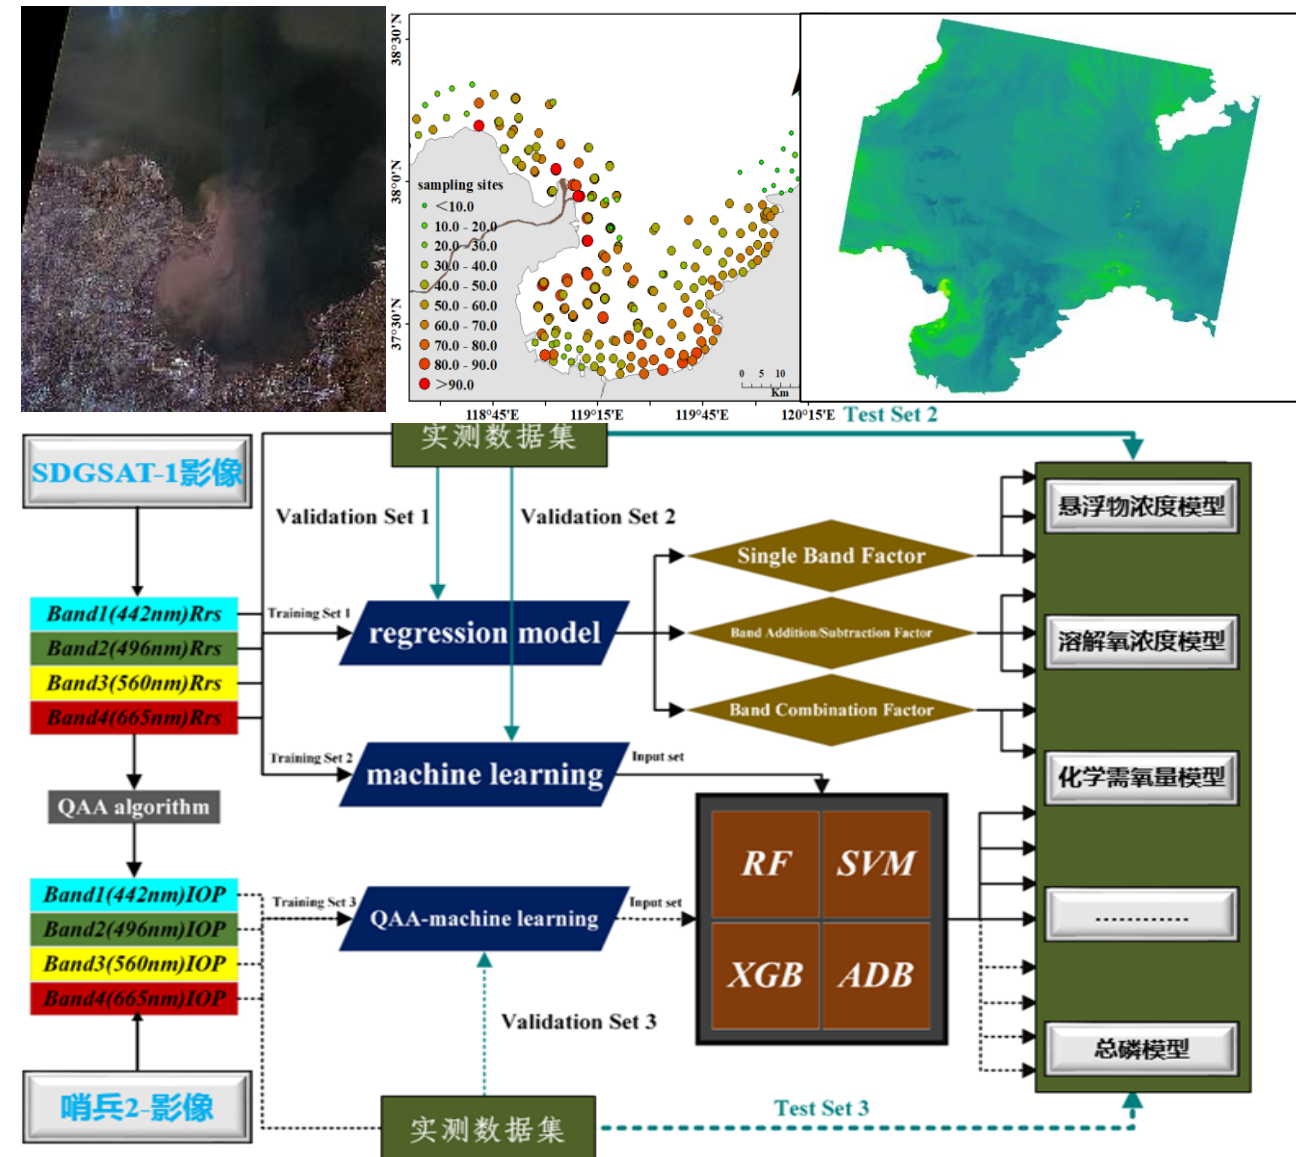 38°30'N
38°0'N
37°30'N
sampling sites
＜10.0
10.0 - 20.0
20.0 - 30.0
30.0 - 40.0
40.0 - 50.0
50.0 - 60.0
60.0 - 70.0
70.0 - 80.0
80.0 - 90.0
＞90.0
0 5 10
Km
118°45'E
119°15'E
119°45'E
120°15'E
Test Set 2
实测数据集
SDGSAT-1影像
Validation Set 1
Validation Set 2
悬浮物浓度模型
Single Band Factor
Band1(442nm)Rrs
Training Set 1
regression model
Band Addition/Subtraction Factor
溶解氧浓度模型
Band2(496nm)Rrs
Band3(560nm)Rrs
Band4(665nm)Rrs
Band Combination Factor
Training Set 2
machine learning
Input set
化学需氧量模型
QAA algorithm
RF
SVM
Band1(442nm)IOP
Training Set 3
QAA-machine learning
Input set
............
Band2(496nm)IOP
Band3(560nm)IOP
XGB
ADB
Band4(665nm)IOP
Validation Set 3
总磷模型
哨兵2-影像
实测数据集
Test Set 3